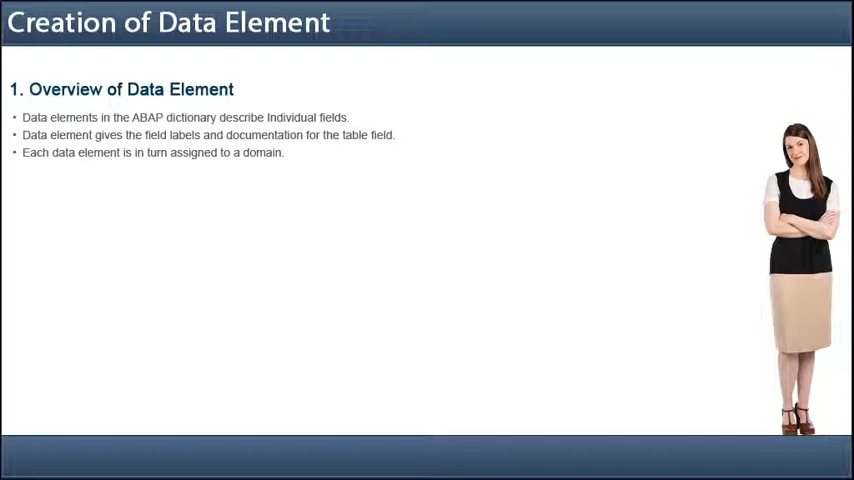 Creation of Data Element
1. Overview of Data Element
• Data elements in the ABAP dictionary describe Individual fields.
• Data element gives the field labels and documentation for the table field.
• Each data element is in turn assigned to a domain.